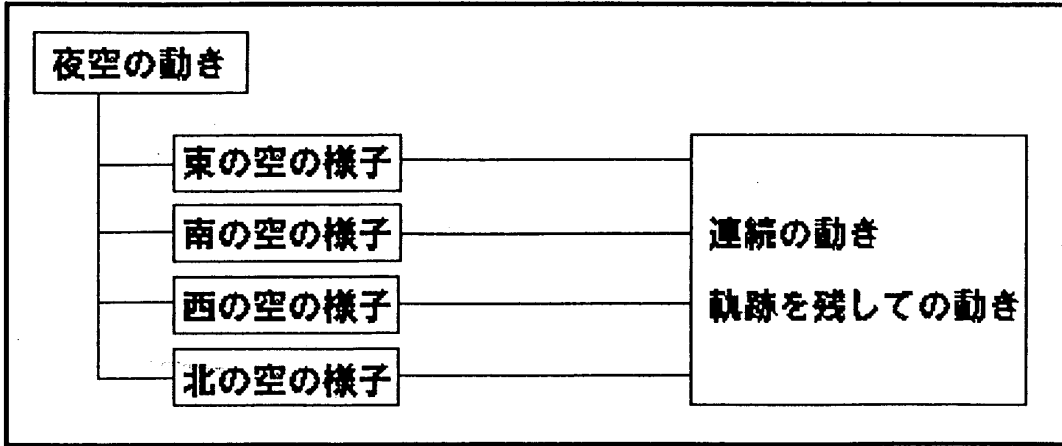 夜空の動き
東の空の様子
南の空の様子
西の空の様子
北の空の様子
連続の動き
軌跡を残しての動き